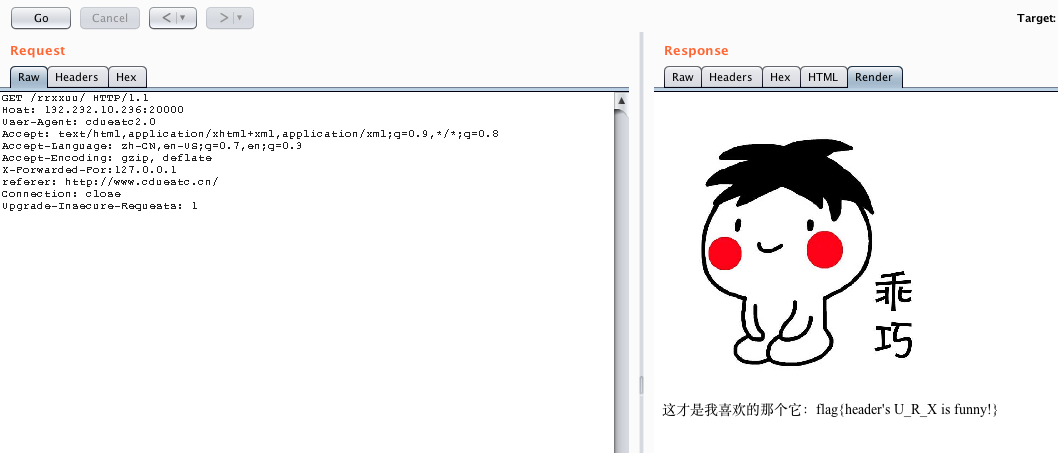 Go
Cancel
<
>
Target:
Request
Response
Raw
Headers
Hex
Raw
Headers
Hex
HTML
Render
GET /rrxxuu/ HTTP/1.1
Host: 132.232.10.236:20000
User-Agent: cduestc2.0
Accept: text/html,application/xhtml+xml,application/xml;q=0.9,*/*;q=0.8
Accept-Language: zh-CN,en-US;q=0.7,en;q=0.3
Accept-Encoding: gzip, deflate
X-Forwarded-For:127.0.0.1
referer: http://www.cduestc.cn/
Connection: close
Upgrade-Insecure-Requests: 1
乖
巧
这才是我喜欢的那个它：flag{header's U_R_X is funny!}